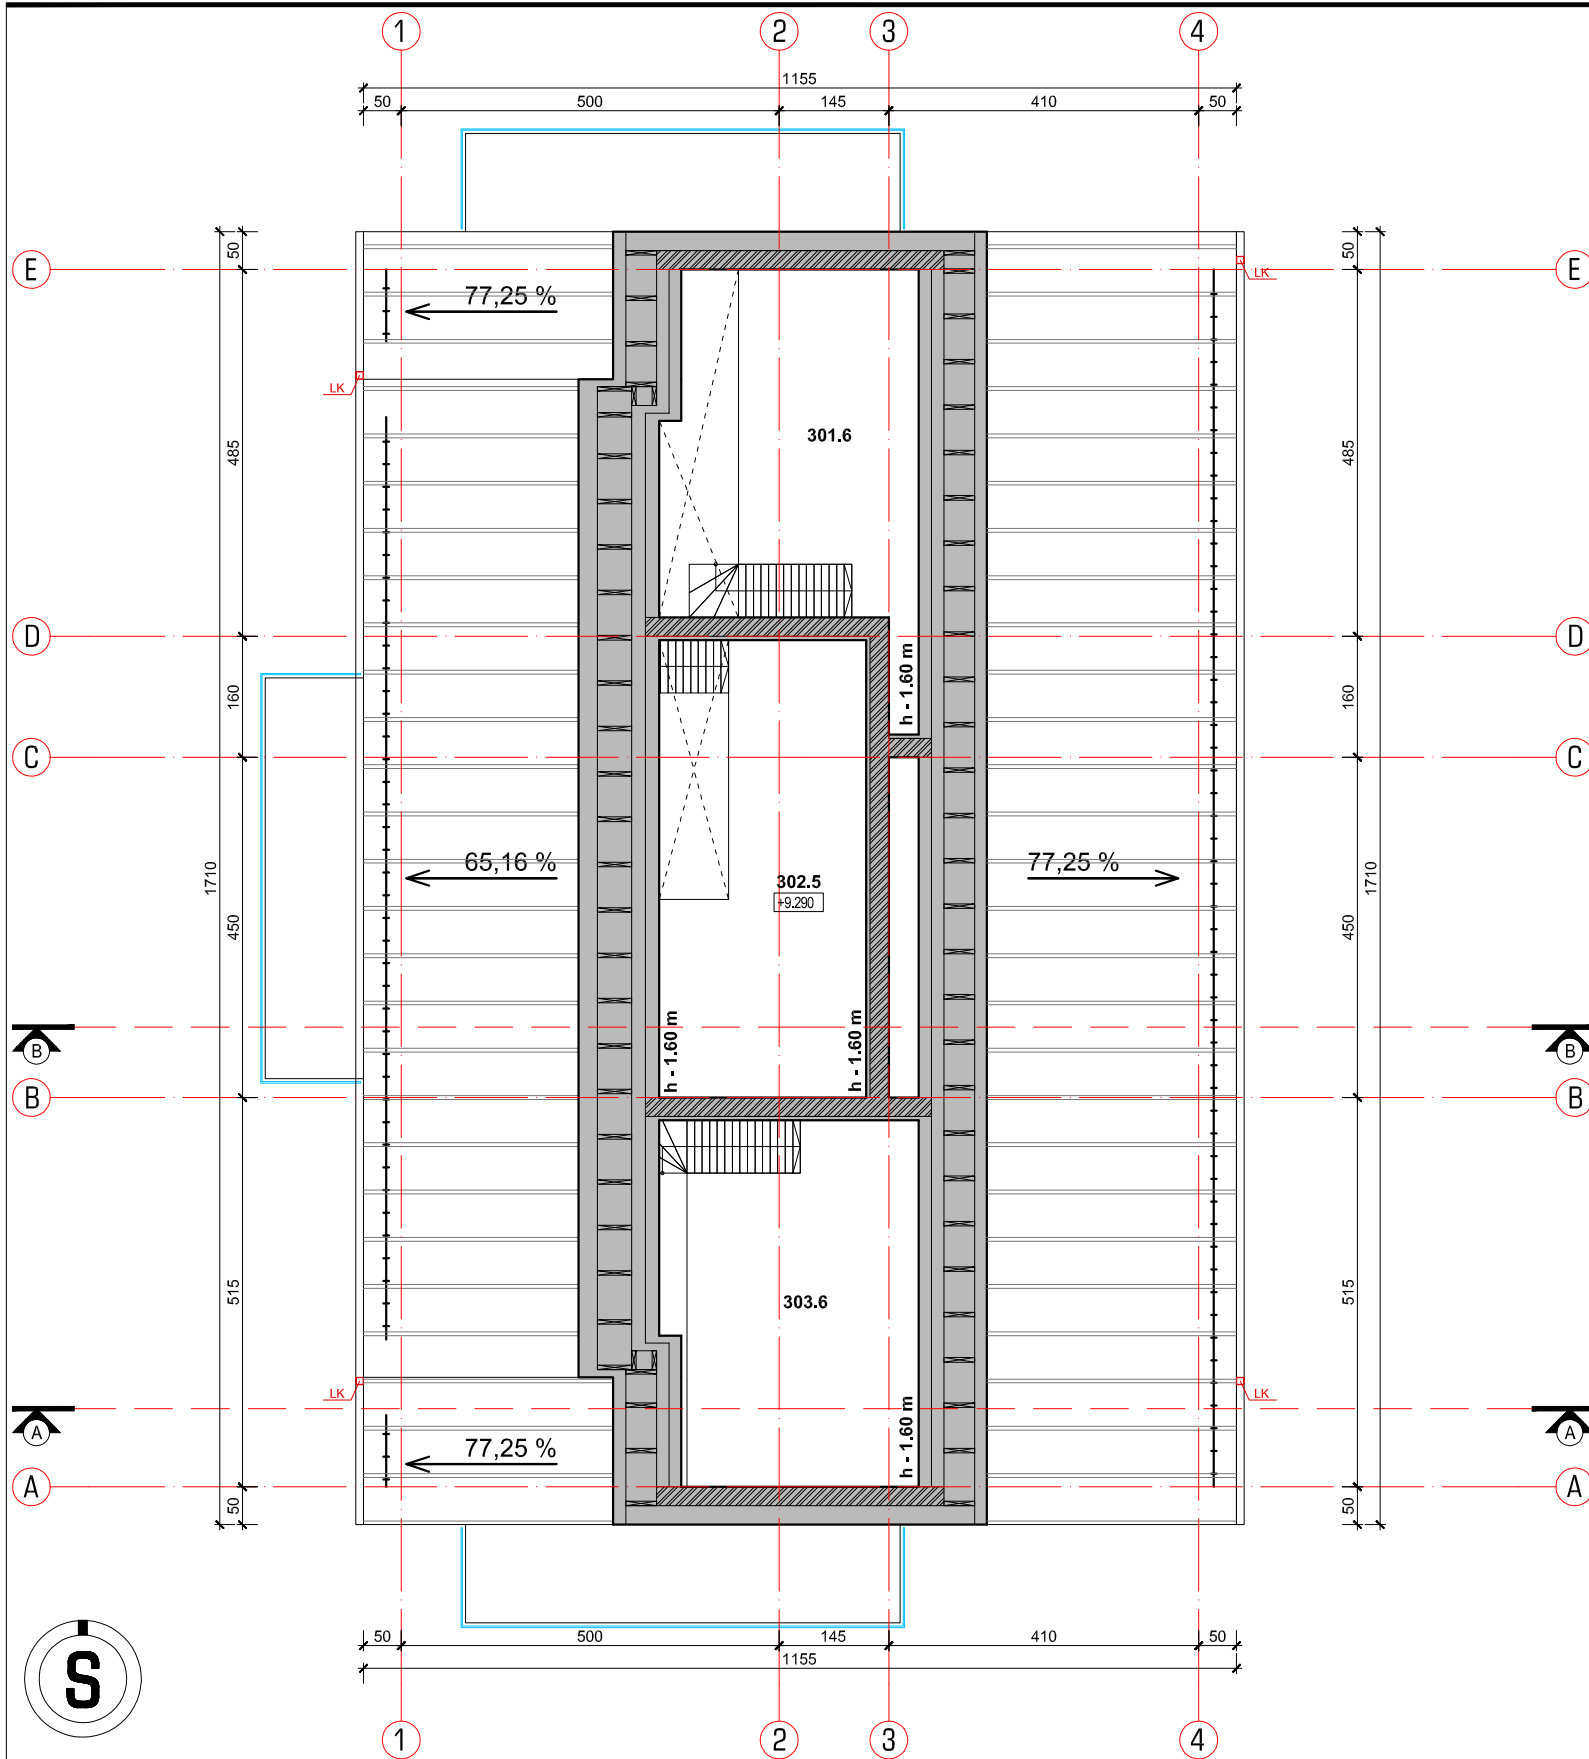 1 2 3 4
1155
50 500 145 410 50
50 50
E E
77,25 %
LK
LK
485 301.6 485
D D
h - 1.60 m
160 160
C C
65,16 % 77,25 %
1710 302.5 1710
+9.290
450 450
h - 1.60 m h - 1.60 m
B B
B B
515 303.6 515
LK LK
h - 1.60 m
A A
77,25 %
A A
50 50
S
50 500 145 410 50
1155
1 2 3 4